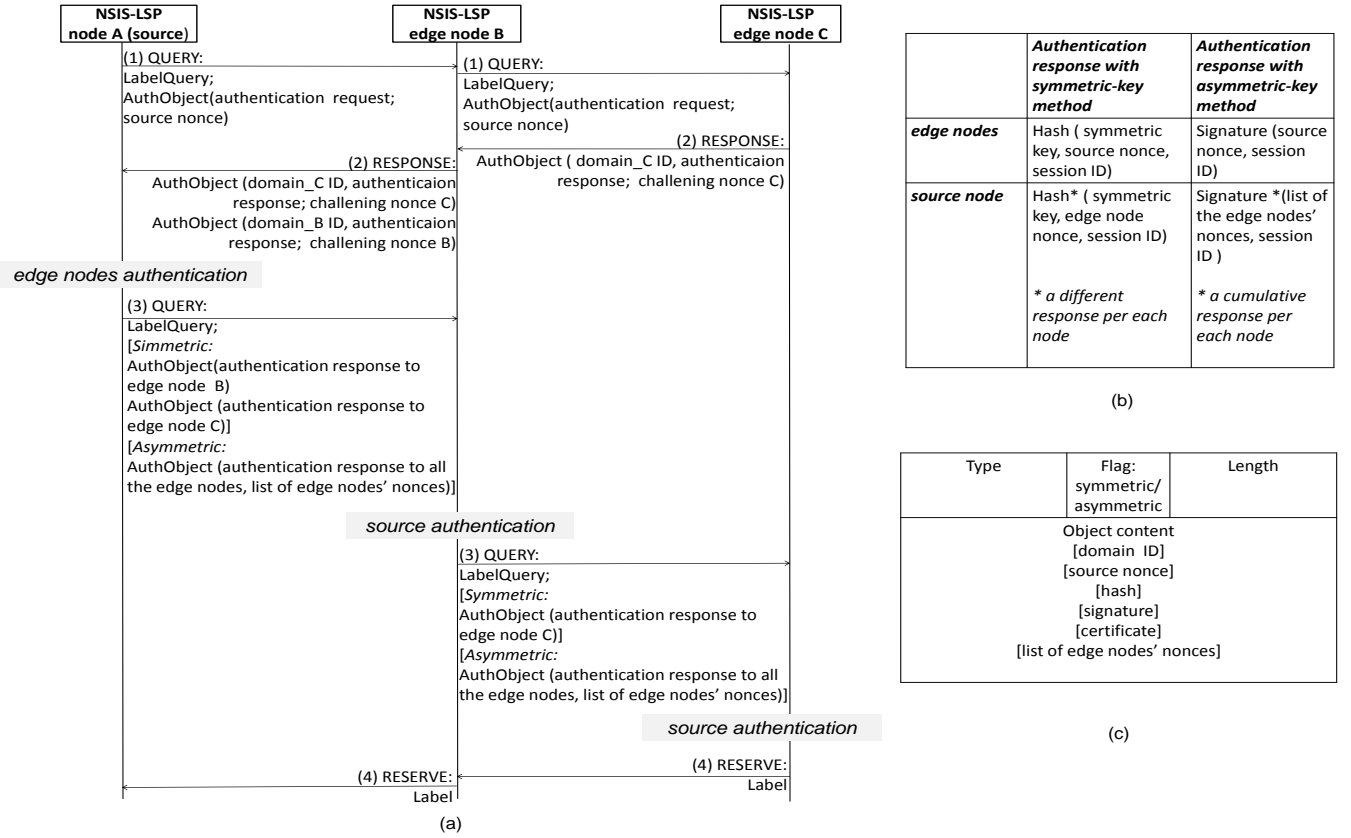 NSIS-LSP
node A (source)
NSIS-LSP
edge node B
NSIS-LSP
edge node C
(1) QUERY:
LabelQuery;
AuthObject(authentication request;
source nonce)
(1) QUERY:
LabelQuery;
AuthObject(authentication request;
source nonce)
(2) RESPONSE:
AuthObject ( domain_C ID, authenticaion
response; challening nonce C)
(2) RESPONSE:
AuthObject (domain_C ID, authenticaion
response; challening nonce C)
AuthObject (domain_B ID, authenticaion
response; challening nonce B)
edge nodes authentication
(3) QUERY:
LabelQuery;
[Simmetric:
AuthObject(authentication response to
edge node B)
AuthObject (authentication response to
edge node C)]
[Asymmetric:
AuthObject (authentication response to all
the edge nodes, list of edge nodes’ nonces)]
source authentication
(3) QUERY:
LabelQuery;
[Symmetric:
AuthObject (authentication response to
edge node C)]
[Asymmetric:
AuthObject (authentication response to all
the edge nodes, list of edge nodes’ nonces)]
source authentication
(4) RESERVE:
Label
(4) RESERVE:
Label
(a)
Authentication
response with
symmetric-key
method
Authentication
response with
asymmetric-key
method
edge nodes
Hash ( symmetric
key, source nonce,
session ID)
Signature (source
nonce, session
ID)
source node
Hash* ( symmetric
key, edge node
nonce, session ID)
* a different
response per each
node
Signature *(list of
the edge nodes’
nonces, session
ID )
* a cumulative
response per
each node
(b)
Type
Flag:
symmetric/
asymmetric
Length
Object content
[domain ID]
[source nonce]
[hash]
[signature]
[certificate]
[list of edge nodes’ nonces]
(c)